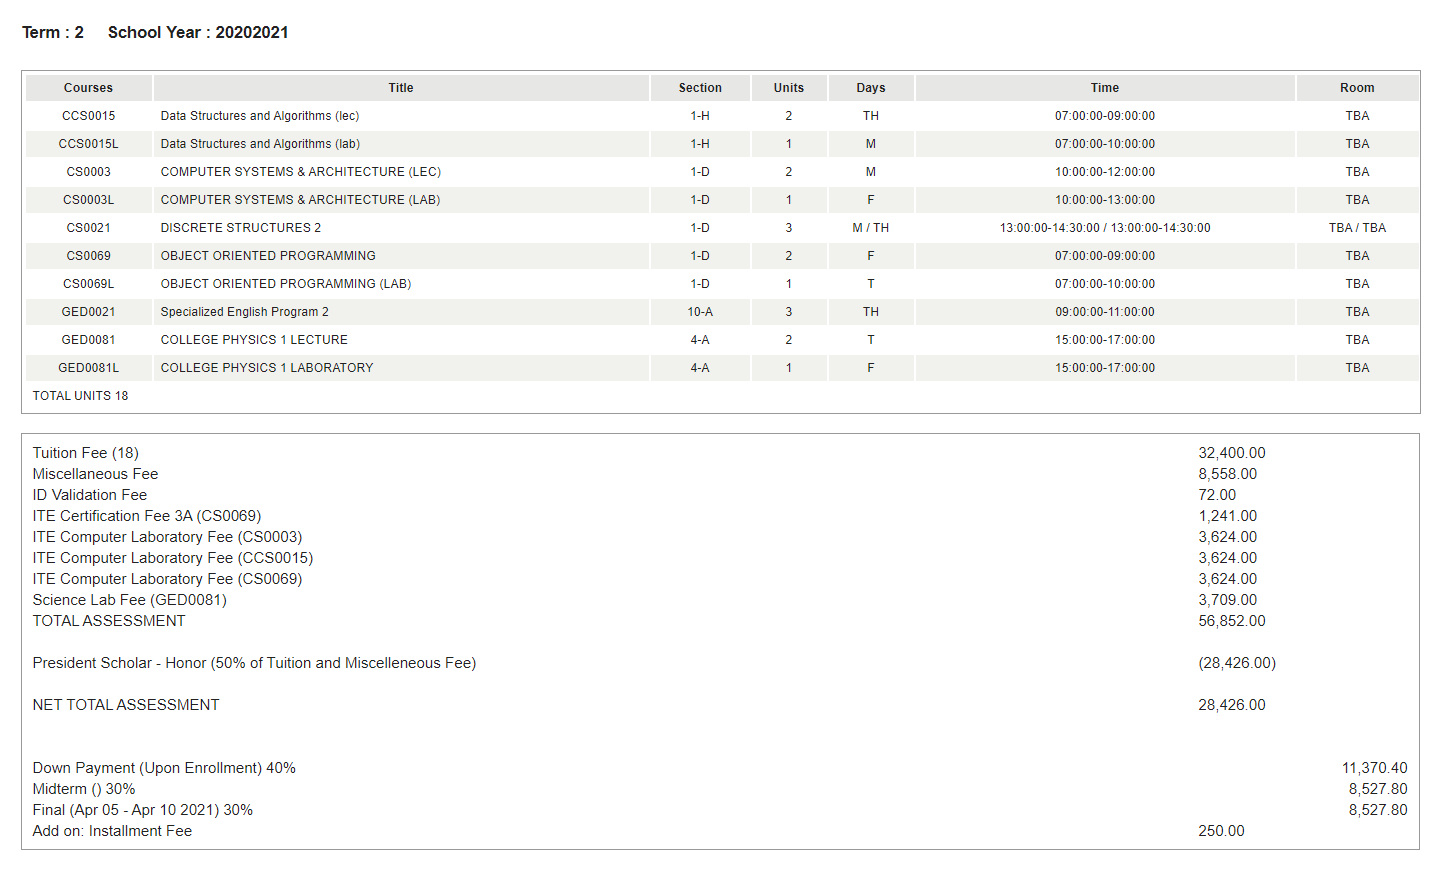 Term : 2 School Year : 20202021
Courses Title Section Units Days Time Room
CCS0015 Data Structures and Algorithms (lec) 1-H 2 TH 07:00:00-09:00:00 TBA
CCS0015L Data Structures and Algorithms (lab) 1-H 1 M 07:00:00-10:00:00 TBA
CS0003 COMPUTER SYSTEMS & ARCHITECTURE (LEC) 1-D 2 M 10:00:00-12:00:00 TBA
CS0003L COMPUTER SYSTEMS & ARCHITECTURE (LAB) 1-D 1 F 10:00:00-13:00:00 TBA
CS0021 DISCRETE STRUCTURES 2 1-D 3 M / TH 13:00:00-14:30:00 / 13:00:00-14:30:00 TBA / TBA
CS0069 OBJECT ORIENTED PROGRAMMING 1-D 2 F 07:00:00-09:00:00 TBA
CS0069L OBJECT ORIENTED PROGRAMMING (LAB) 1-D 1 T 07:00:00-10:00:00 TBA
GED0021 Specialized English Program 2 10-A 3 TH 09:00:00-11:00:00 TBA
GED0081 COLLEGE PHYSICS 1 LECTURE 4-A 2 T 15:00:00-17:00:00 TBA
GED0081L COLLEGE PHYSICS 1 LABORATORY 4-A 1 F 15:00:00-17:00:00 TBA
TOTAL UNITS 18
Tuition Fee (18) 32,400.00
Miscellaneous Fee 8,558.00
ID Validation Fee 72.00
ITE Certification Fee 3A (CS0069) 1,241.00
ITE Computer Laboratory Fee (CS0003) 3,624.00
ITE Computer Laboratory Fee (CCS0015) 3,624.00
ITE Computer Laboratory Fee (CS0069) 3,624.00
Science Lab Fee (GED0081) 3,709.00
TOTAL ASSESSMENT 56,852.00
President Scholar - Honor (50% of Tuition and Miscelleneous Fee) (28,426.00)
NET TOTAL ASSESSMENT 28,426.00
Down Payment (Upon Enrollment) 40% 11,370.40
Midterm () 30% 8,527.80
Final (Apr 05 - Apr 10 2021) 30% 8,527.80
Add on: Installment Fee 250.00